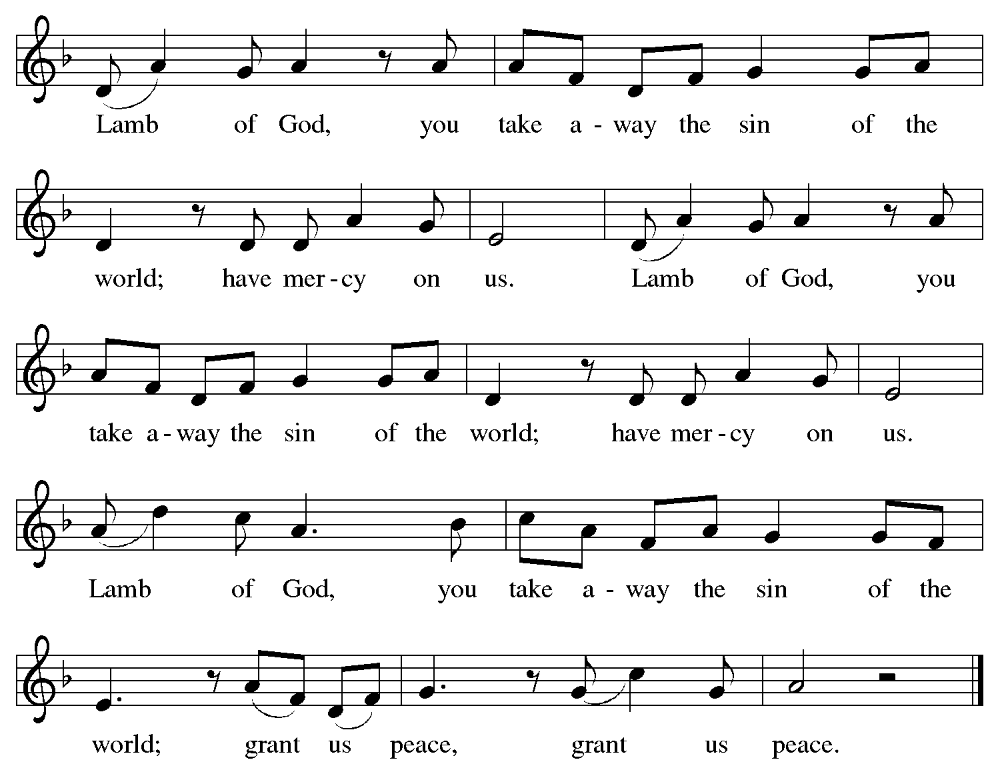 Lamb of God, you take a - way the sin of the
world; have mer - cy on us. Lamb of God, you
take a - way the sin of the world; have mer - cy on us.
Lamb of God, you take a - way the sin of the
world; grant us peace, grant us peace.